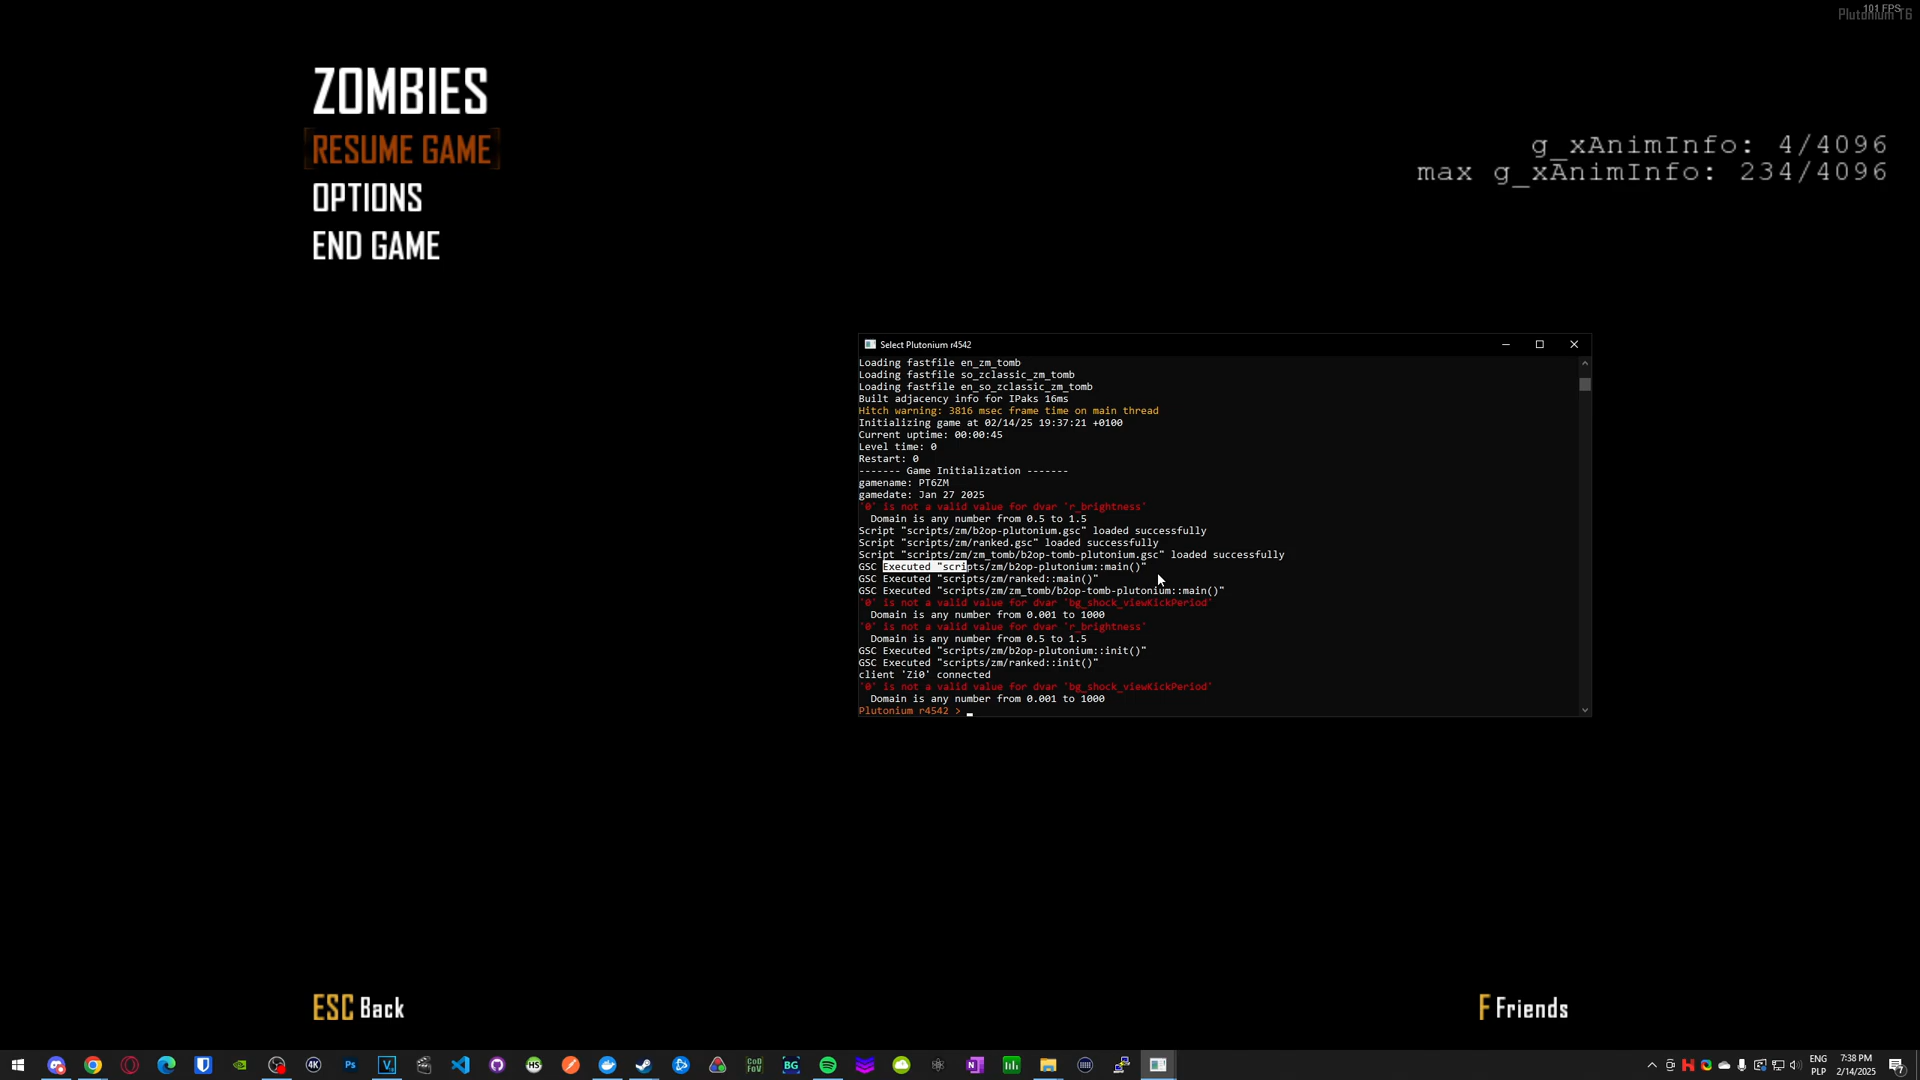 101 FPS
Plutonium T6
ZOMBIES
RESUME GAME
OPTIONS
END GAME
g_xAnimInfo: 4/4096
max g_xAnimInfo: 234/4096
Select Plutonium r4542
Loading fastfile en_zm_tomb
Loading fastfile so_zclassic_zm_tomb
Loading fastfile en_so_zclassic_zm_tomb
Built adjacency info for IPaks 16ms
Hitch warning: 3816 msec frame time on main thread
Initializing game at 02/14/25 19:37:21 +0100
Current uptime: 00:00:45
Level time: 0
Restart: 0
------- Game Initialization -------
gamename: PT6ZM
gamedate: Jan 27 2025
'0' is not a valid value for dvar 'r_brightness'
Domain is any number from 0.5 to 1.5
Script "scripts/zm/b2op-plutonium.gsc" loaded successfully
Script "scripts/zm/ranked.gsc" loaded successfully
Script "scripts/zm/zm_tomb/b2op-tomb-plutonium.gsc" loaded successfully
GSC Executed "scripts/zm/b2op-plutonium::main()"
GSC Executed "scripts/zm/ranked::main()"
GSC Executed "scripts/zm/zm_tomb/b2op-tomb-plutonium::main()"
'0' is not a valid value for dvar 'bg_shock_viewKickPeriod'
Domain is any number from 0.001 to 1000
'0' is not a valid value for dvar 'r_brightness'
Domain is any number from 0.5 to 1.5
GSC Executed "scripts/zm/b2op-plutonium::init()"
GSC Executed "scripts/zm/ranked::init()"
client 'Zi0' connected
'0' is not a valid value for dvar 'bg_shock_viewKickPeriod'
Domain is any number from 0.001 to 1000
Plutonium r4542 >
ESC Back
F Friends
4K
Ps
V
HS
COD FOV
BG
N
H
ENG
PLP
7:38 PM
2/14/2025
7